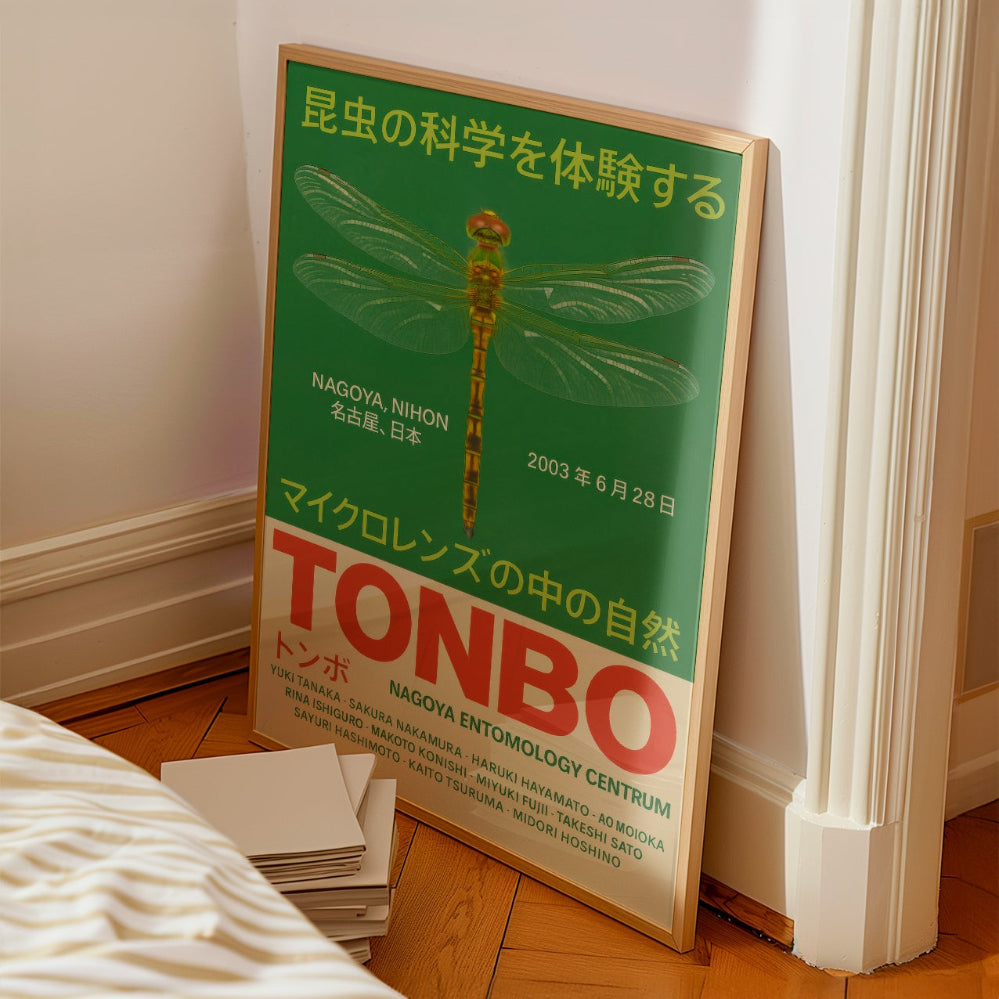 昆虫の科学を体験する
NAGOYA, NIHON
名古屋、日本
2003 年 6 月 28 日
マイクロレンズの中の自然
TONBO
トンボ
NAGOYA ENTOMOLOGY CENTRUM
YUKI TANAKA - SAKURA NAKAMURA - HARUKI HAYAMATO - AO MOIOKA
RINA ISHIGURO - MAKOTO KONISHI - MIYUKI FUJII - TAKESHI SATO
SAYURI HASHIMOTO - KAITO TSURUMA - MIDORI HOSHINO